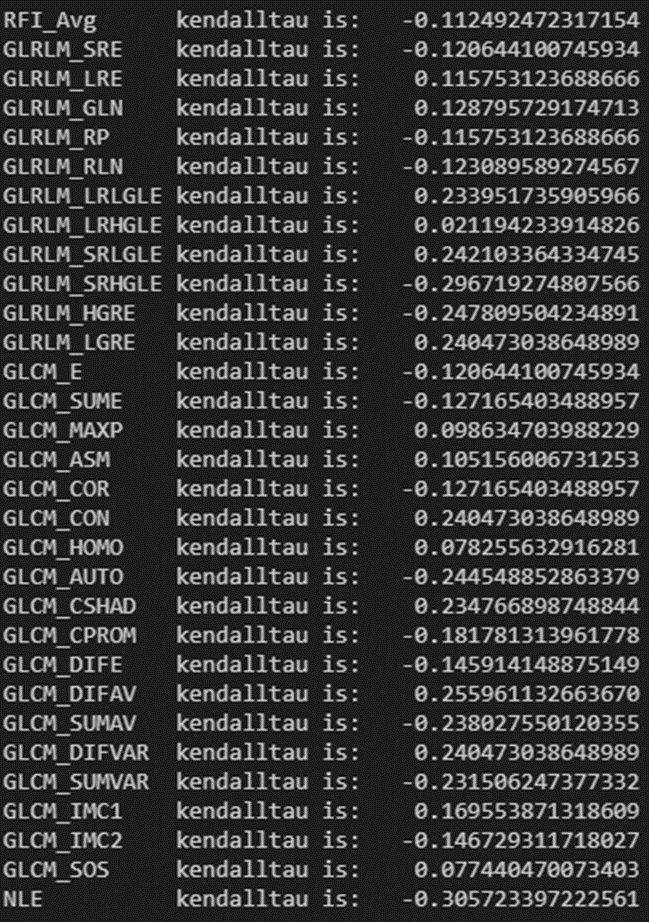 RFI_Avg kendalltau is: -0.112492472317154
GLRLM_SRE kendalltau is: -0.120644100745934
GLRLM_LRE kendalltau is: 0.115753123688666
GLRLM_GLN kendalltau is: 0.128795729174713
GLRLM_RP kendalltau is: -0.115753123688666
GLRLM_RLN kendalltau is: -0.123089589274567
GLRLM_LRLGLE kendalltau is: 0.233951735905966
GLRLM_LRHGLE kendalltau is: 0.021194233914826
GLRLM_SRLGLE kendalltau is: 0.242103364334745
GLRLM_SRHGLE kendalltau is: -0.296719274807566
GLRLM_HGRE kendalltau is: -0.247809504234891
GLRLM_LGRE kendalltau is: 0.240473038648989
GLCM_E kendalltau is: -0.120644100745934
GLCM_SUME kendalltau is: -0.127165403488957
GLCM_MAXP kendalltau is: 0.098634703988229
GLCM_ASM kendalltau is: 0.105156006731253
GLCM_COR kendalltau is: -0.127165403488957
GLCM_CON kendalltau is: 0.240473038648989
GLCM_HOMO kendalltau is: 0.078255632916281
GLCM_AUTO kendalltau is: -0.244548852863379
GLCM_CSHAD kendalltau is: 0.234766898748844
GLCM_CPROM kendalltau is: -0.181781313961778
GLCM_DIFE kendalltau is: -0.145914148875149
GLCM_DIFAV kendalltau is: 0.255961132663670
GLCM_SUMAV kendalltau is: -0.238027550120355
GLCM_DIFVAR kendalltau is: 0.240473038648989
GLCM_SUMVAR kendalltau is: -0.231506247377332
GLCM_IMC1 kendalltau is: 0.169553871318609
GLCM_IMC2 kendalltau is: -0.146729311718027
GLCM_SOS kendalltau is: 0.077440470073403
NLE kendalltau is: -0.305723397222561